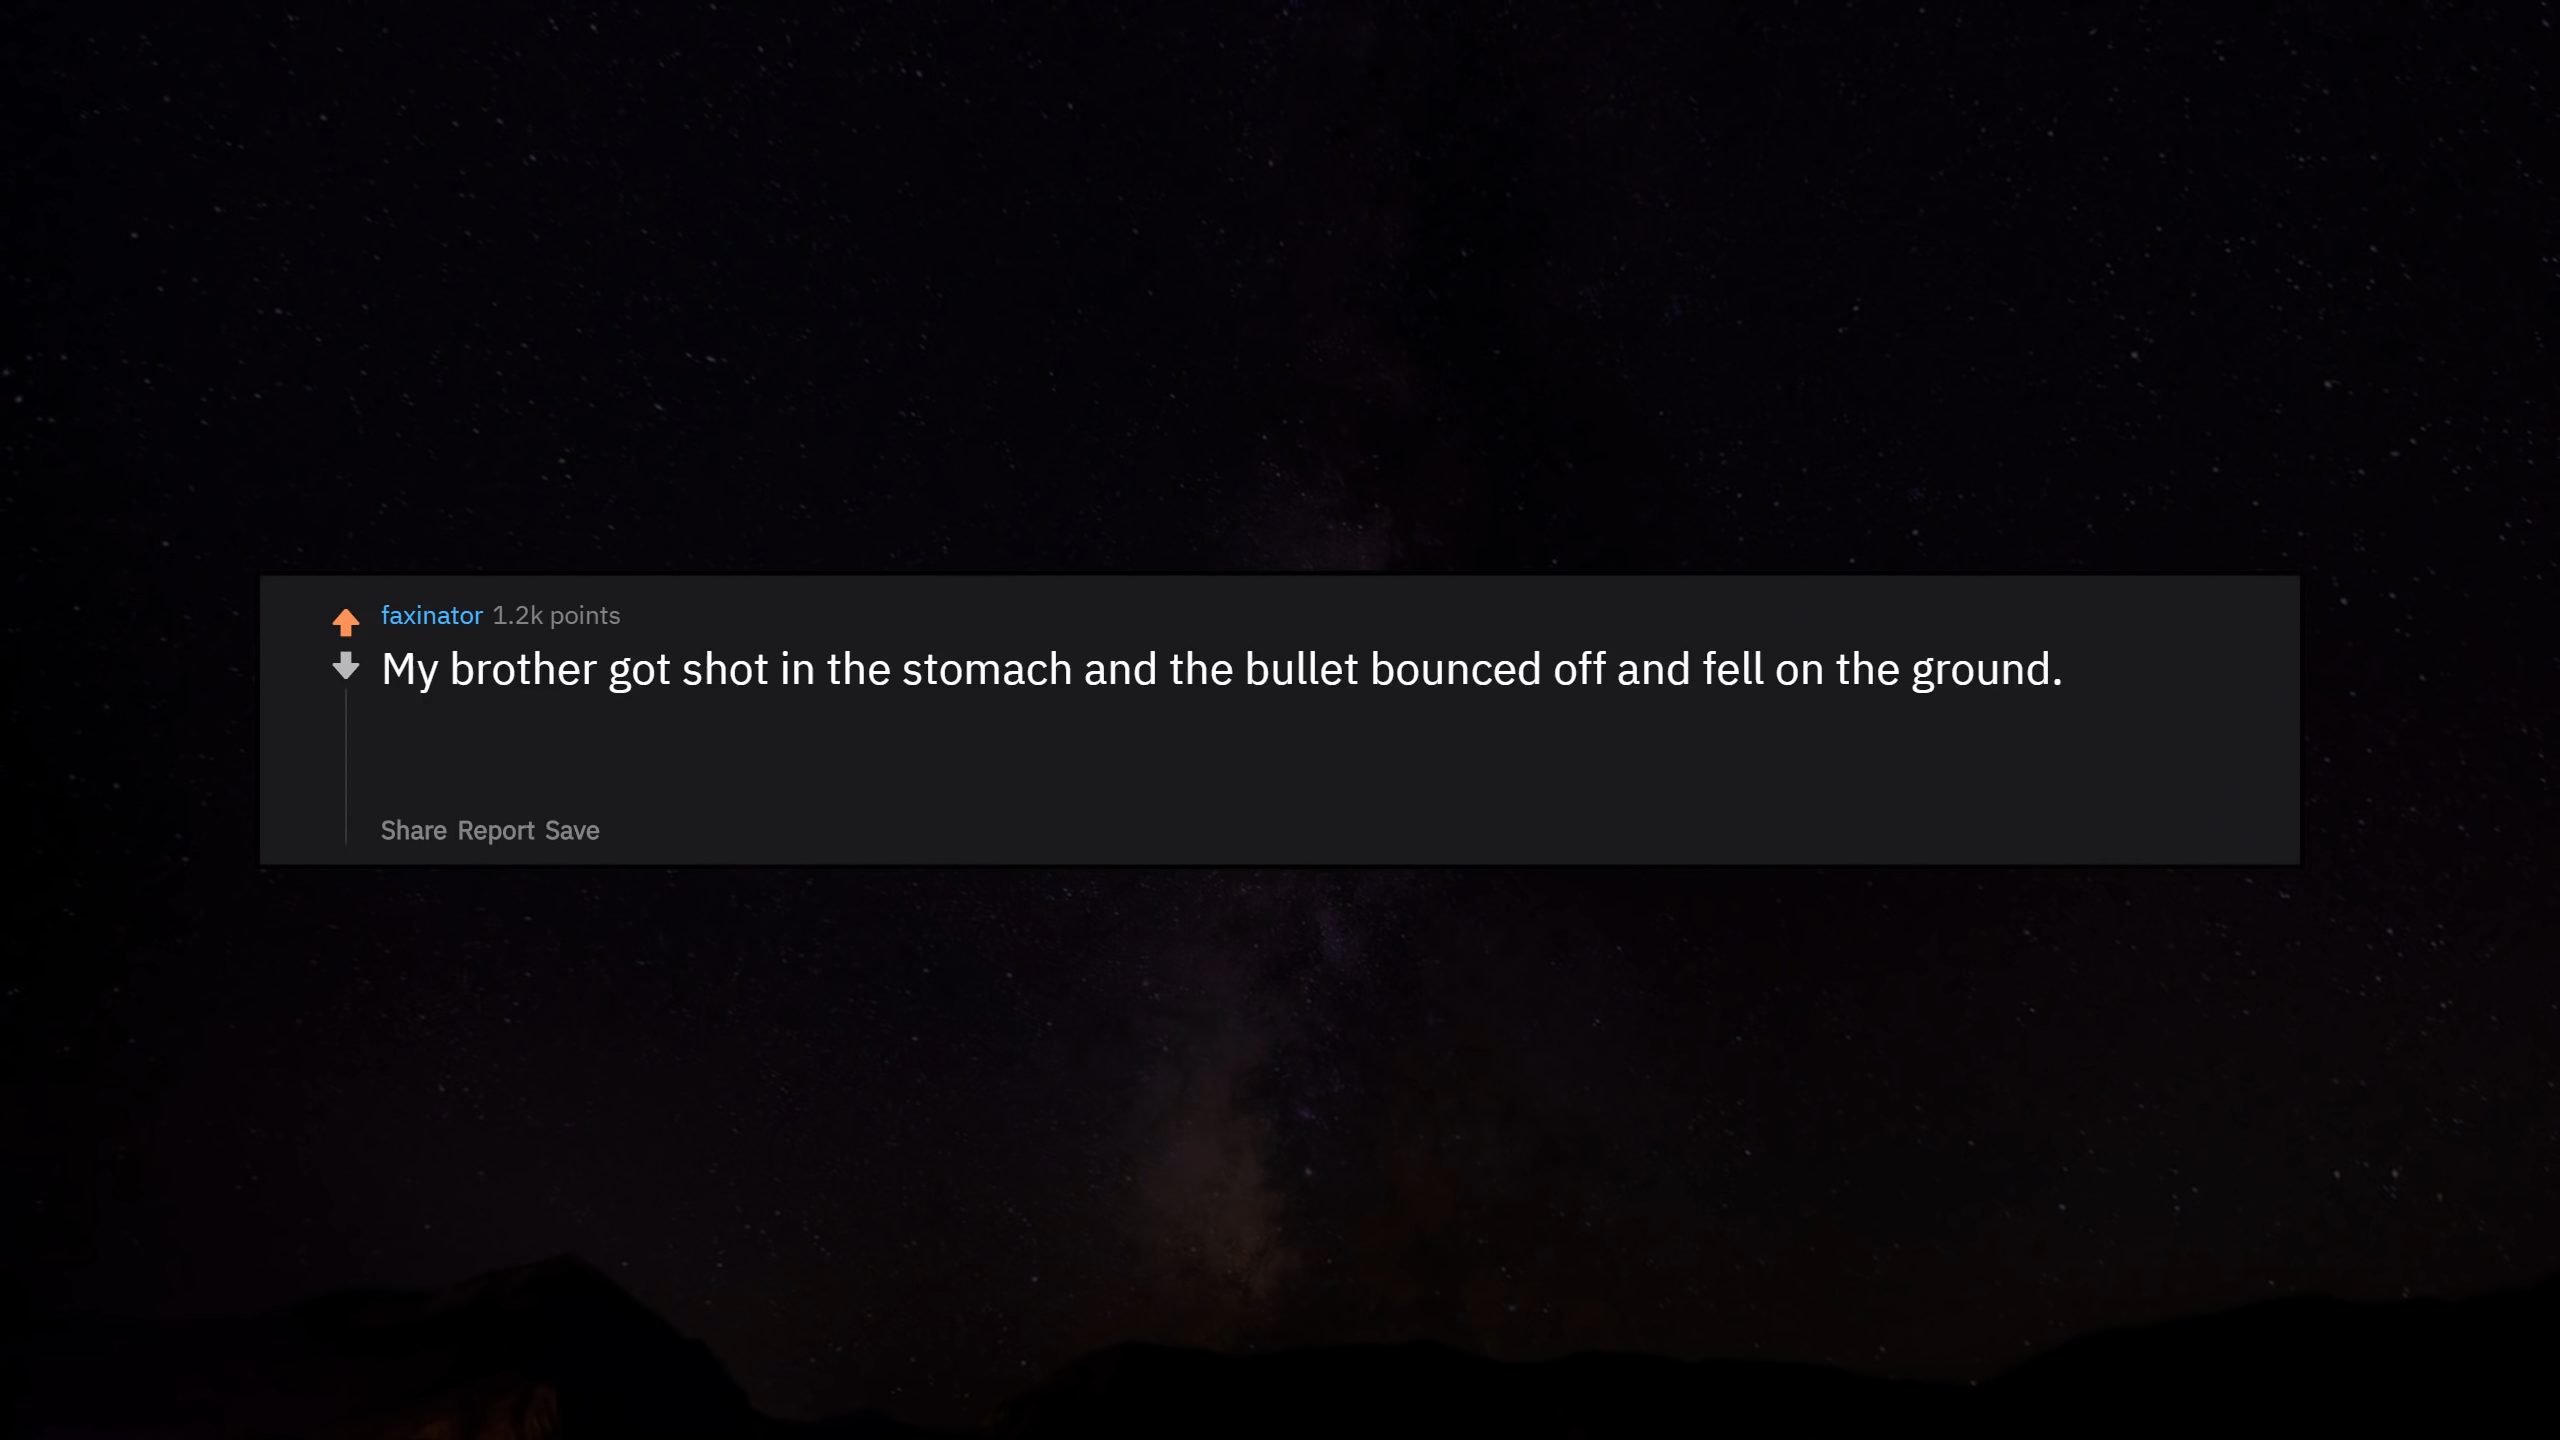 faxinator 1.2k points
My brother got shot in the stomach and the bullet bounced off and fell on the ground.
Share Report Save